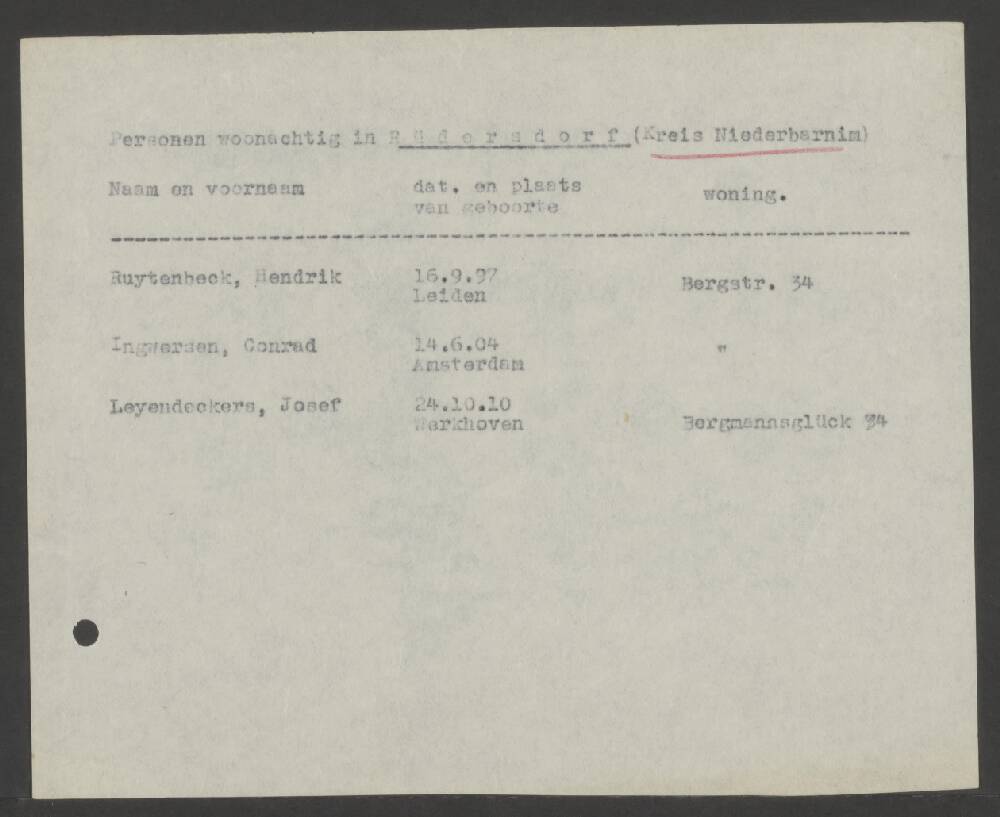 Personen woonachtig in R ü d e r s d o r f (Kreis Niederbarnim)
Naam en voornaam dat. en plaats woning.
van geboorte
Ruytenbeek, Hendrik 16.9.97 Bergstr. 34
Leiden
Ingwersen, Conrad 14.6.04 "
Amsterdam
Leyendeckers, Josef 24.10.10
Werkhoven Bergmannsglück 34